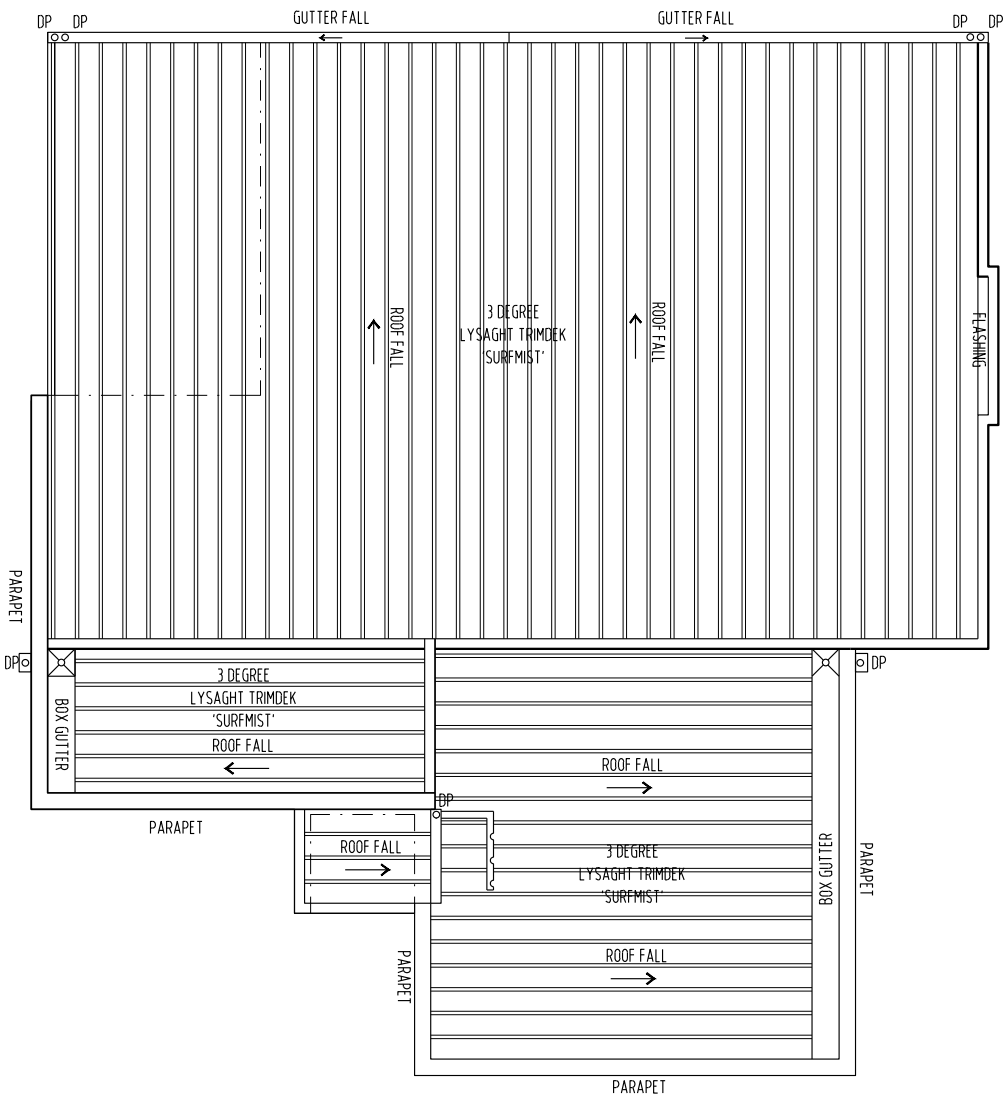 DP
DP
GUTTER FALL
GUTTER FALL
DP
DP
ROOF FALL
3 DEGREE
LYSAGHT TRIMDEK
'SURFMIST'
ROOF FALL
FLASHING
PARAPET
DP
3 DEGREE
LYSAGHT TRIMDEK
'SURFMIST'
ROOF FALL
BOX GUTTER
DP
ROOF FALL
PARAPET
DP
ROOF FALL
3 DEGREE
LYSAGHT TRIMDEK
'SURFMIST'
BOX GUTTER
PARAPET
ROOF FALL
PARAPET
PARAPET